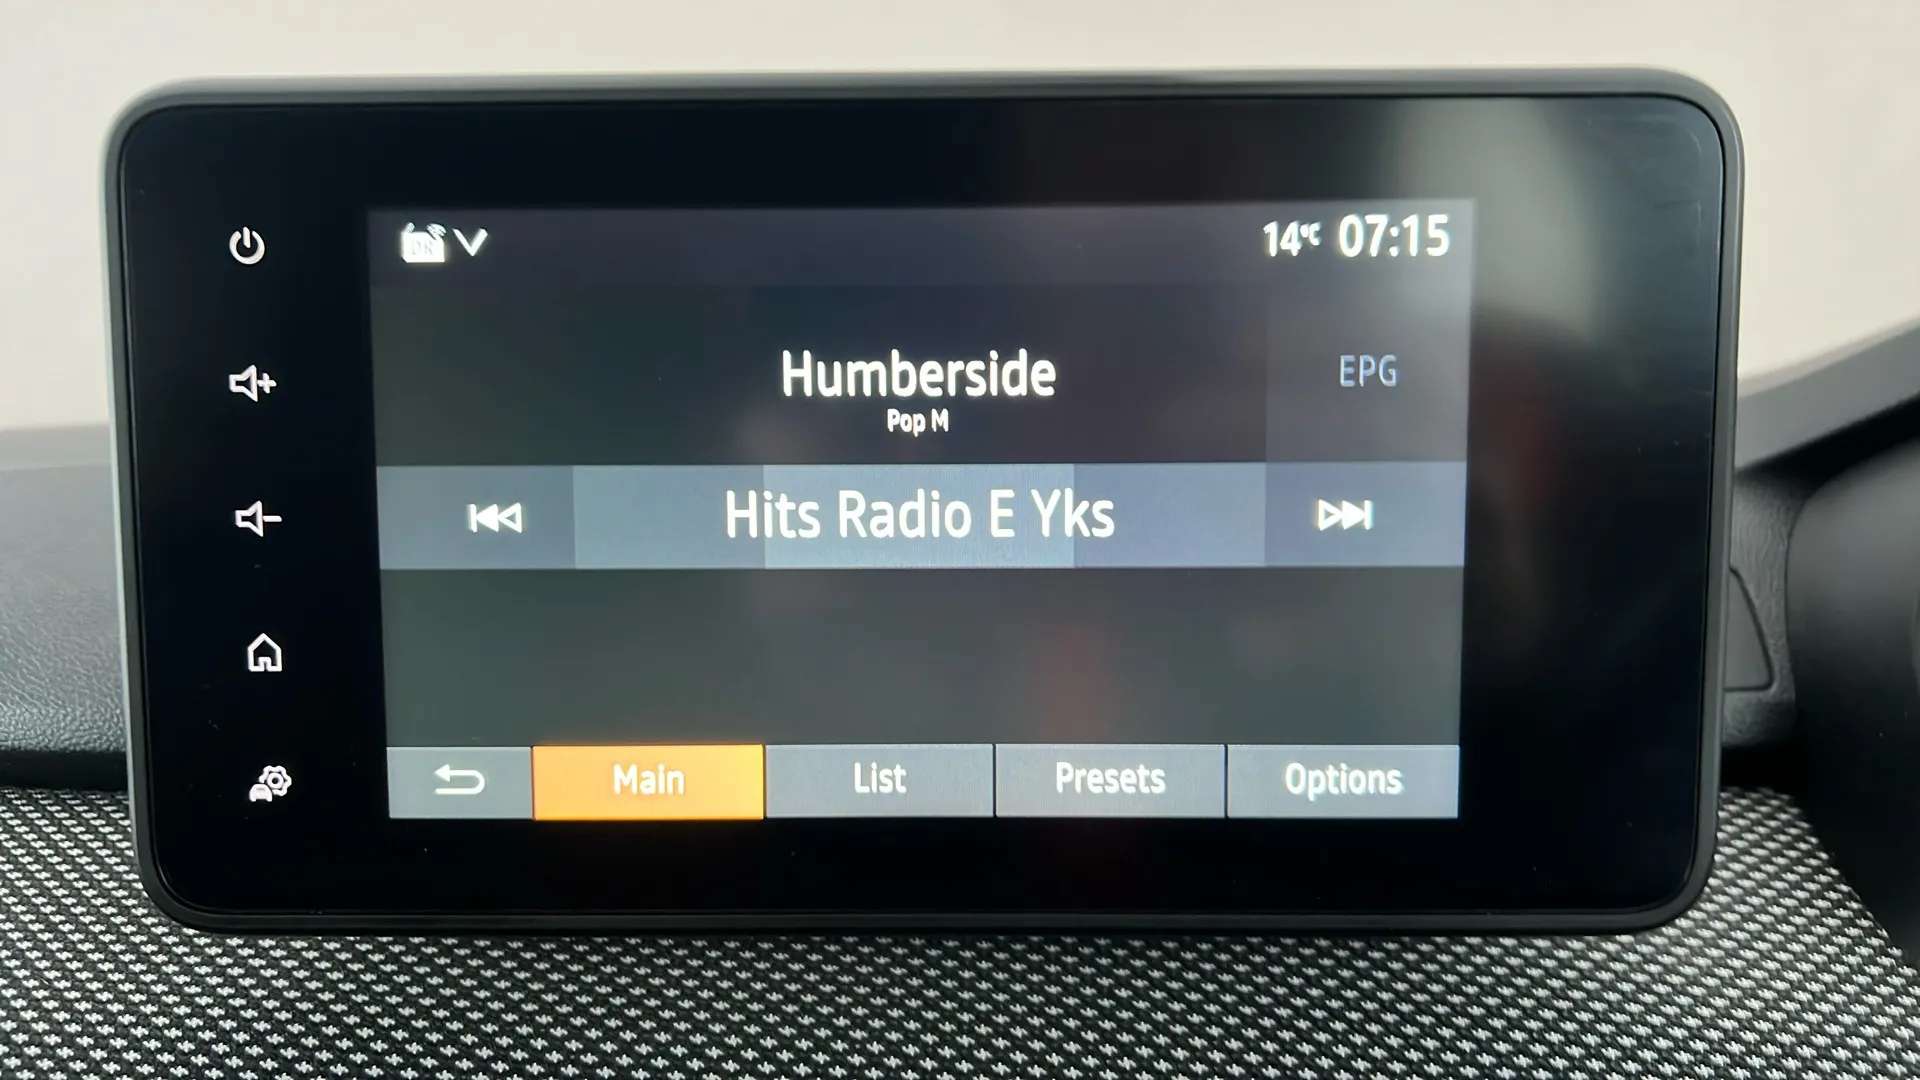 14°C 07:15
Humberside
EPG
Pop M
Hits Radio E Yks
Main List Presets Options